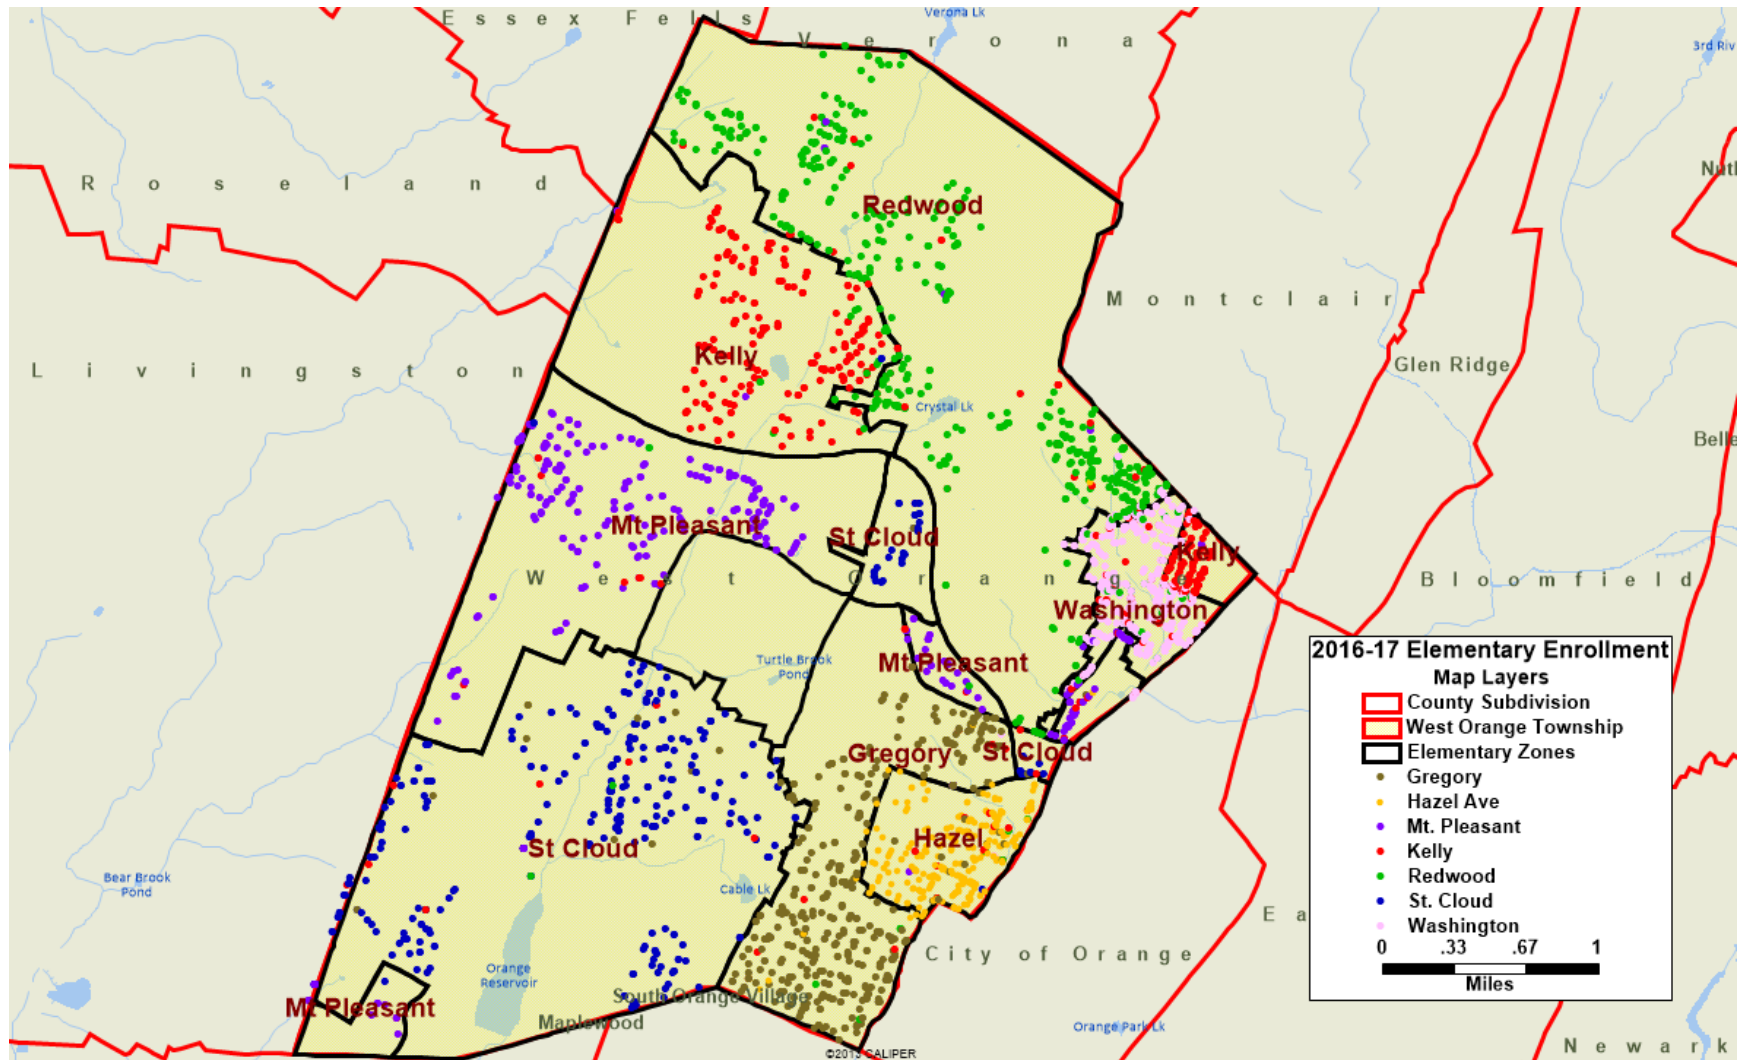 Essex Fells
Verona Lk
Verona
3rd Riv
Nutl
Roseland
Redwood
Montclair
Kelly
Livingston
Glen Ridge
Crystal Lk
Belle
Mt Pleasant
St Cloud
Kelly
West Orange
Bloomfield
Washington
Turtle Brook
Pond
Mt Pleasant
Gregory
St Cloud
Hazel
St Cloud
Bear Brook
Pond
Cable Lk
Ea
City of Orange
Orange
Reservoir
South Orange Village
Mt Pleasant
Maplewood
Orange Park Lk
Newark
©2013 CALIPER
2016-17 Elementary Enrollment
Map Layers
County Subdivision
West Orange Township
Elementary Zones
Gregory
Hazel Ave
Mt. Pleasant
Kelly
Redwood
St. Cloud
Washington
0 .33 .67 1
Miles